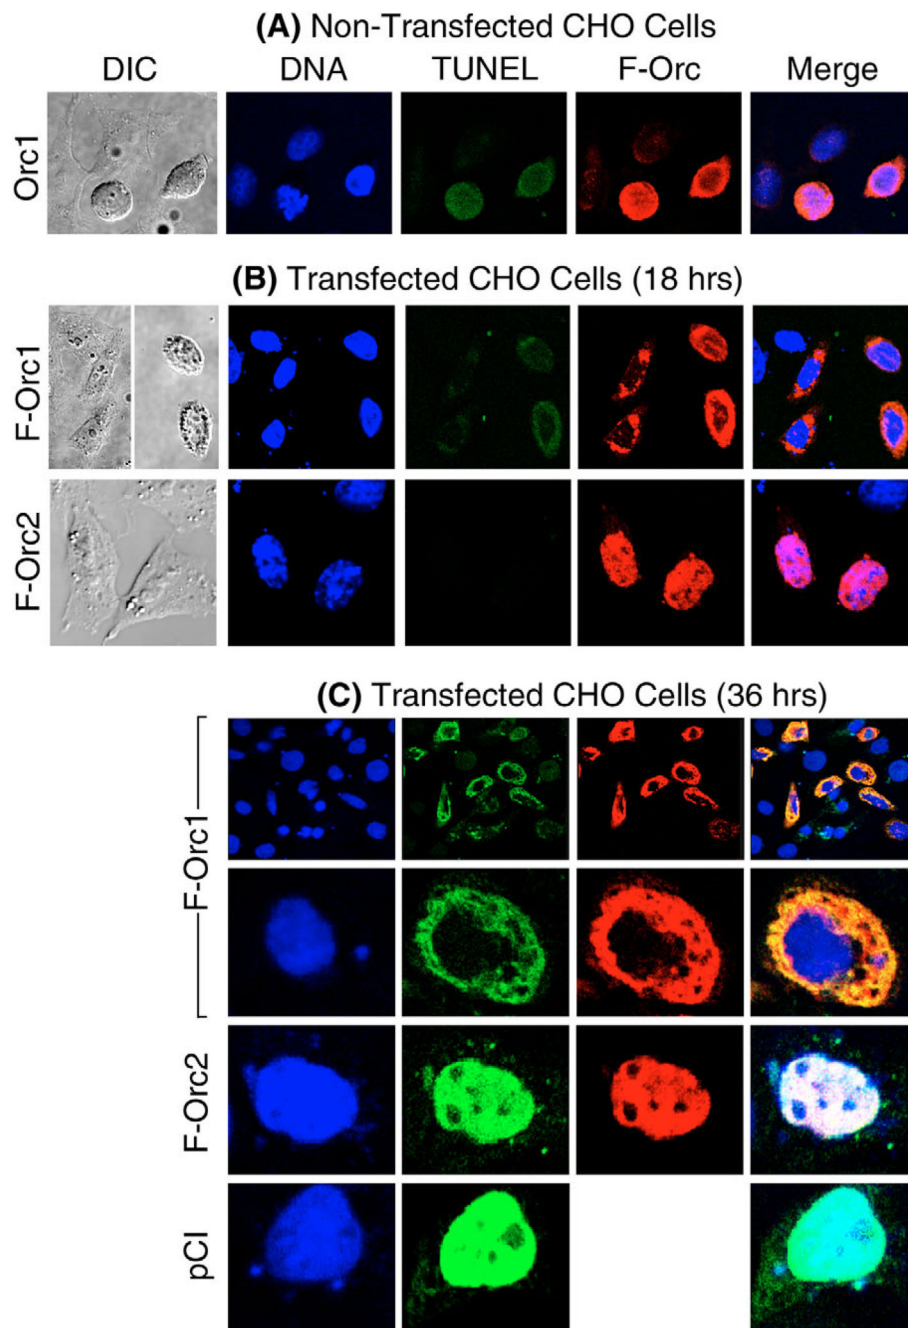 (A) Non-Transfected CHO Cells
DIC DNA TUNEL F-Orc Merge
Orc1
(B) Transfected CHO Cells (18 hrs)
F-Orc1
F-Orc2
(C) Transfected CHO Cells (36 hrs)
F-Orc1
F-Orc2
pCI